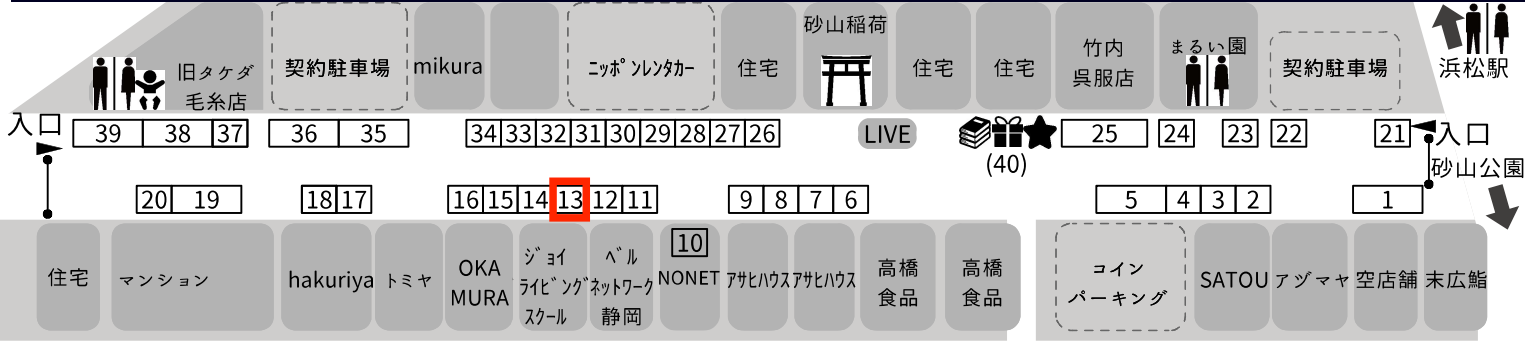 砂山稲荷
旧タケダ
毛糸店
契約駐車場
mikura
ニッポンレンタカー
住宅
住宅
住宅
竹内
呉服店
まるい園
契約駐車場
浜松駅
入口
39 38 37 36 35 34 33 32 31 30 29 28 27 26
LIVE
(40)
25 24 23 22 21
入口
砂山公園
20 19 18 17 16 15 14 13 12 11 9 8 7 6 5 4 3 2 1
住宅
マンション
hakuriya
トミヤ
OKA
MURA
ジョイ
ライビング
スクール
ベル
ネットワーク
静岡
10
NONET
アサヒハウス
アサヒハウス
高橋
食品
高橋
食品
コイン
パーキング
SATOU
アヅマヤ
空店舗
末広鮨